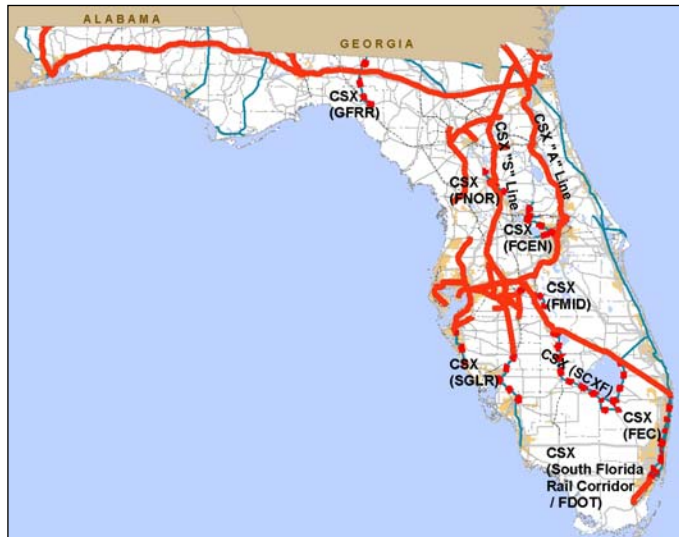 ALABAMA
GEORGIA
CSX
(GFRR)
CSX "S" Line
CSX "A" Line
CSX
(FNOR)
CSX
(FCEN)
CSX
(FMID)
CSX
(SGLR)
CSX (SCXF)
CSX
(FEC)
CSX
(South Florida
Rail Corridor
/ FDOT)